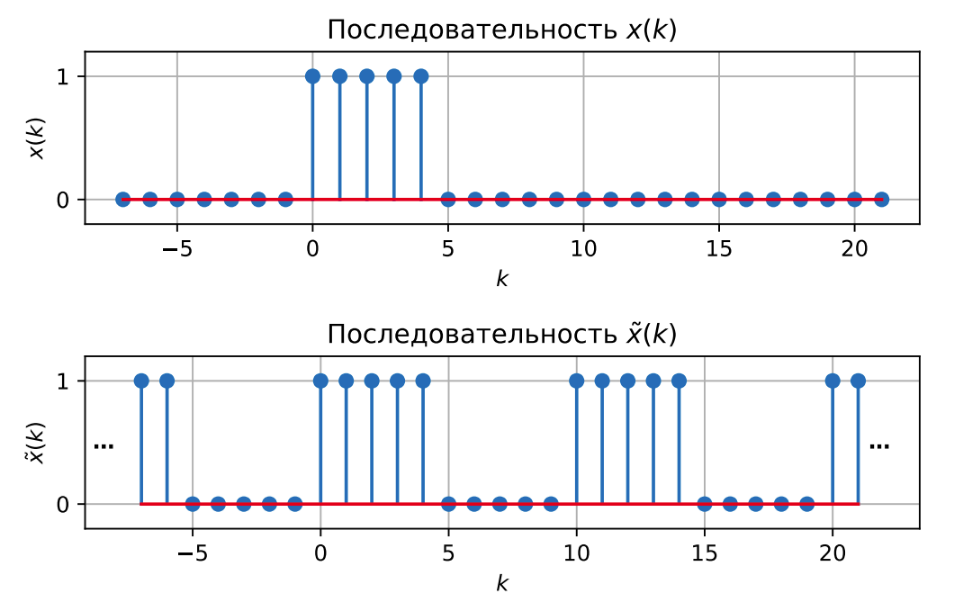 Последовательность x(k)
1
0
x(k)
−5 0 5 10 15 20
k
Последовательность x̃(k)
1
0
x̃(k)
... ...
−5 0 5 10 15 20
k